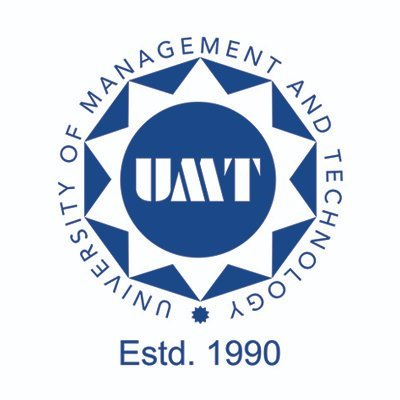 UNIVERSITY OF MANAGEMENT AND TECHNOLOGY
UMT
Estd. 1990